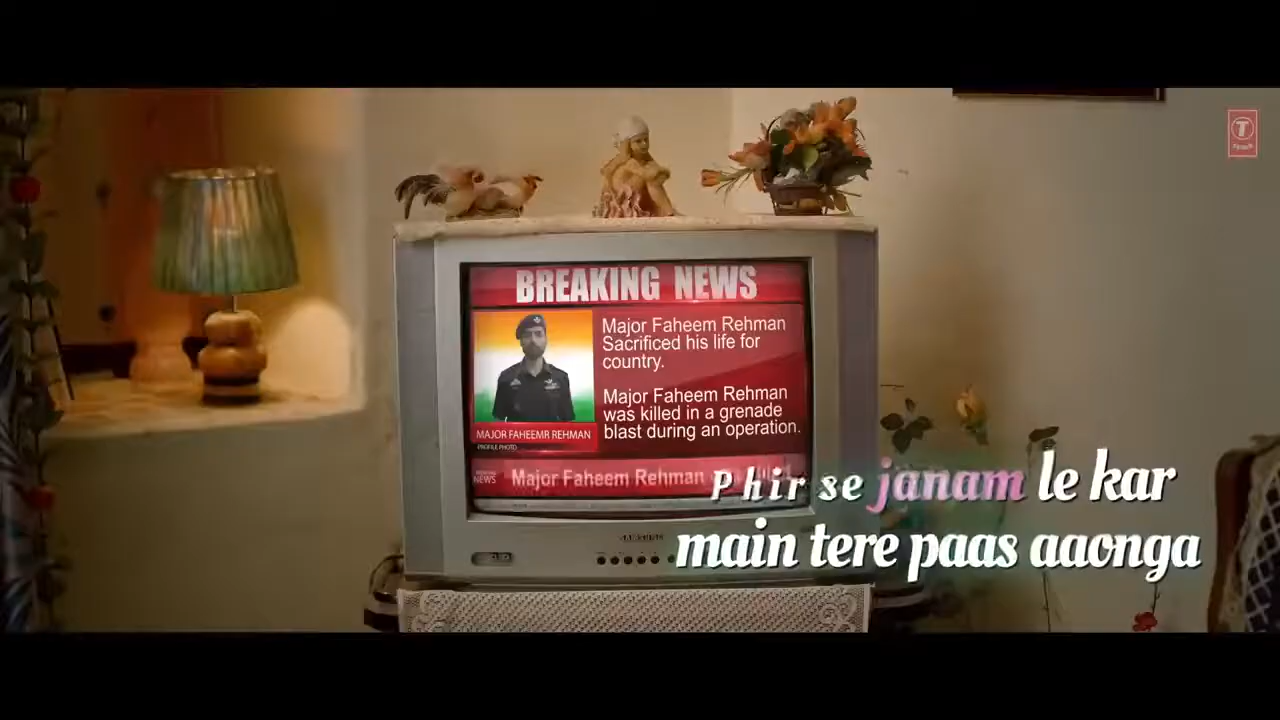 T
BREAKING NEWS
Major Faheem Rehman
Sacrificed his life for
country.
Major Faheem Rehman
was killed in a grenade
blast during an operation.
MAJOR FAHEEMR REHMAN
PROFILE PHOTO
NEWS
Major Faheem Rehman
SAMSUNG
Phir se janam le kar
main tere paas aaonga